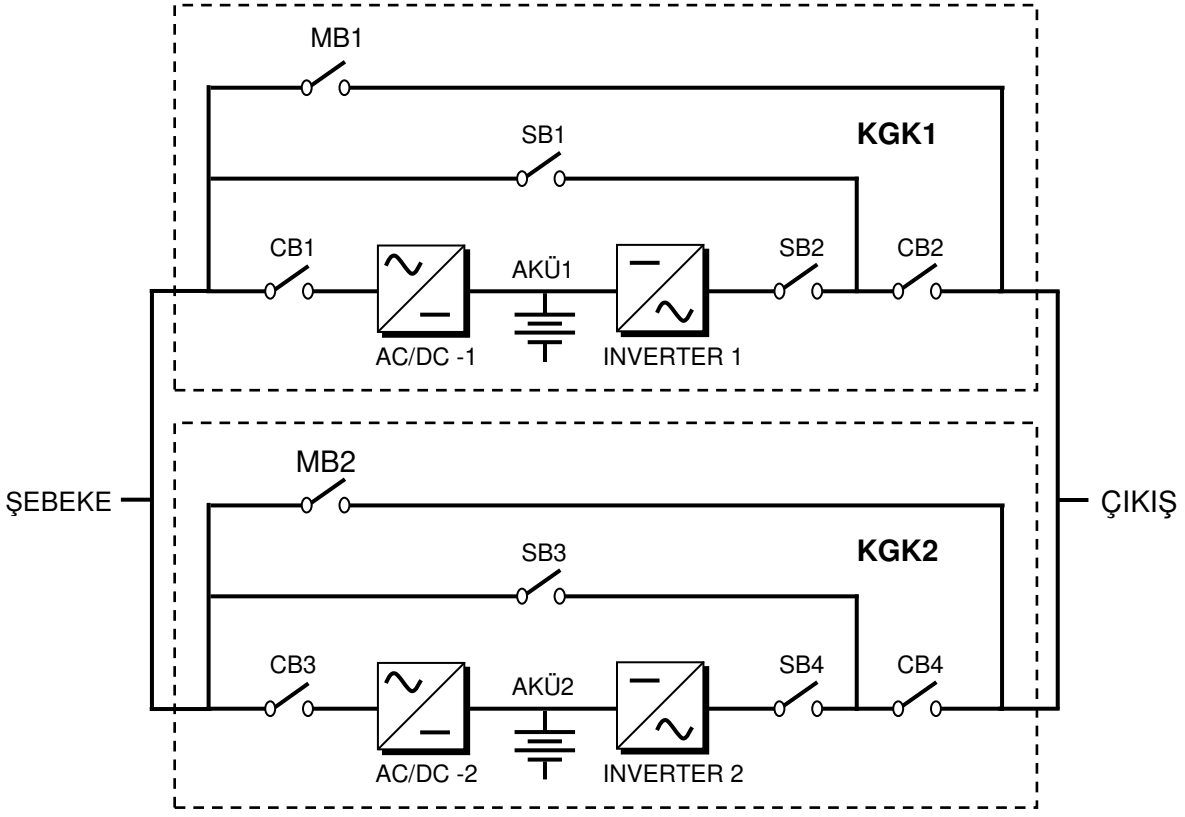 MB1
SB1
KGK1
CB1
AKÜ1
SB2
CB2
AC/DC -1
INVERTER 1
MB2
ŞEBEKE
ÇIKIŞ
SB3
KGK2
CB3
AKÜ2
SB4
CB4
AC/DC -2
INVERTER 2